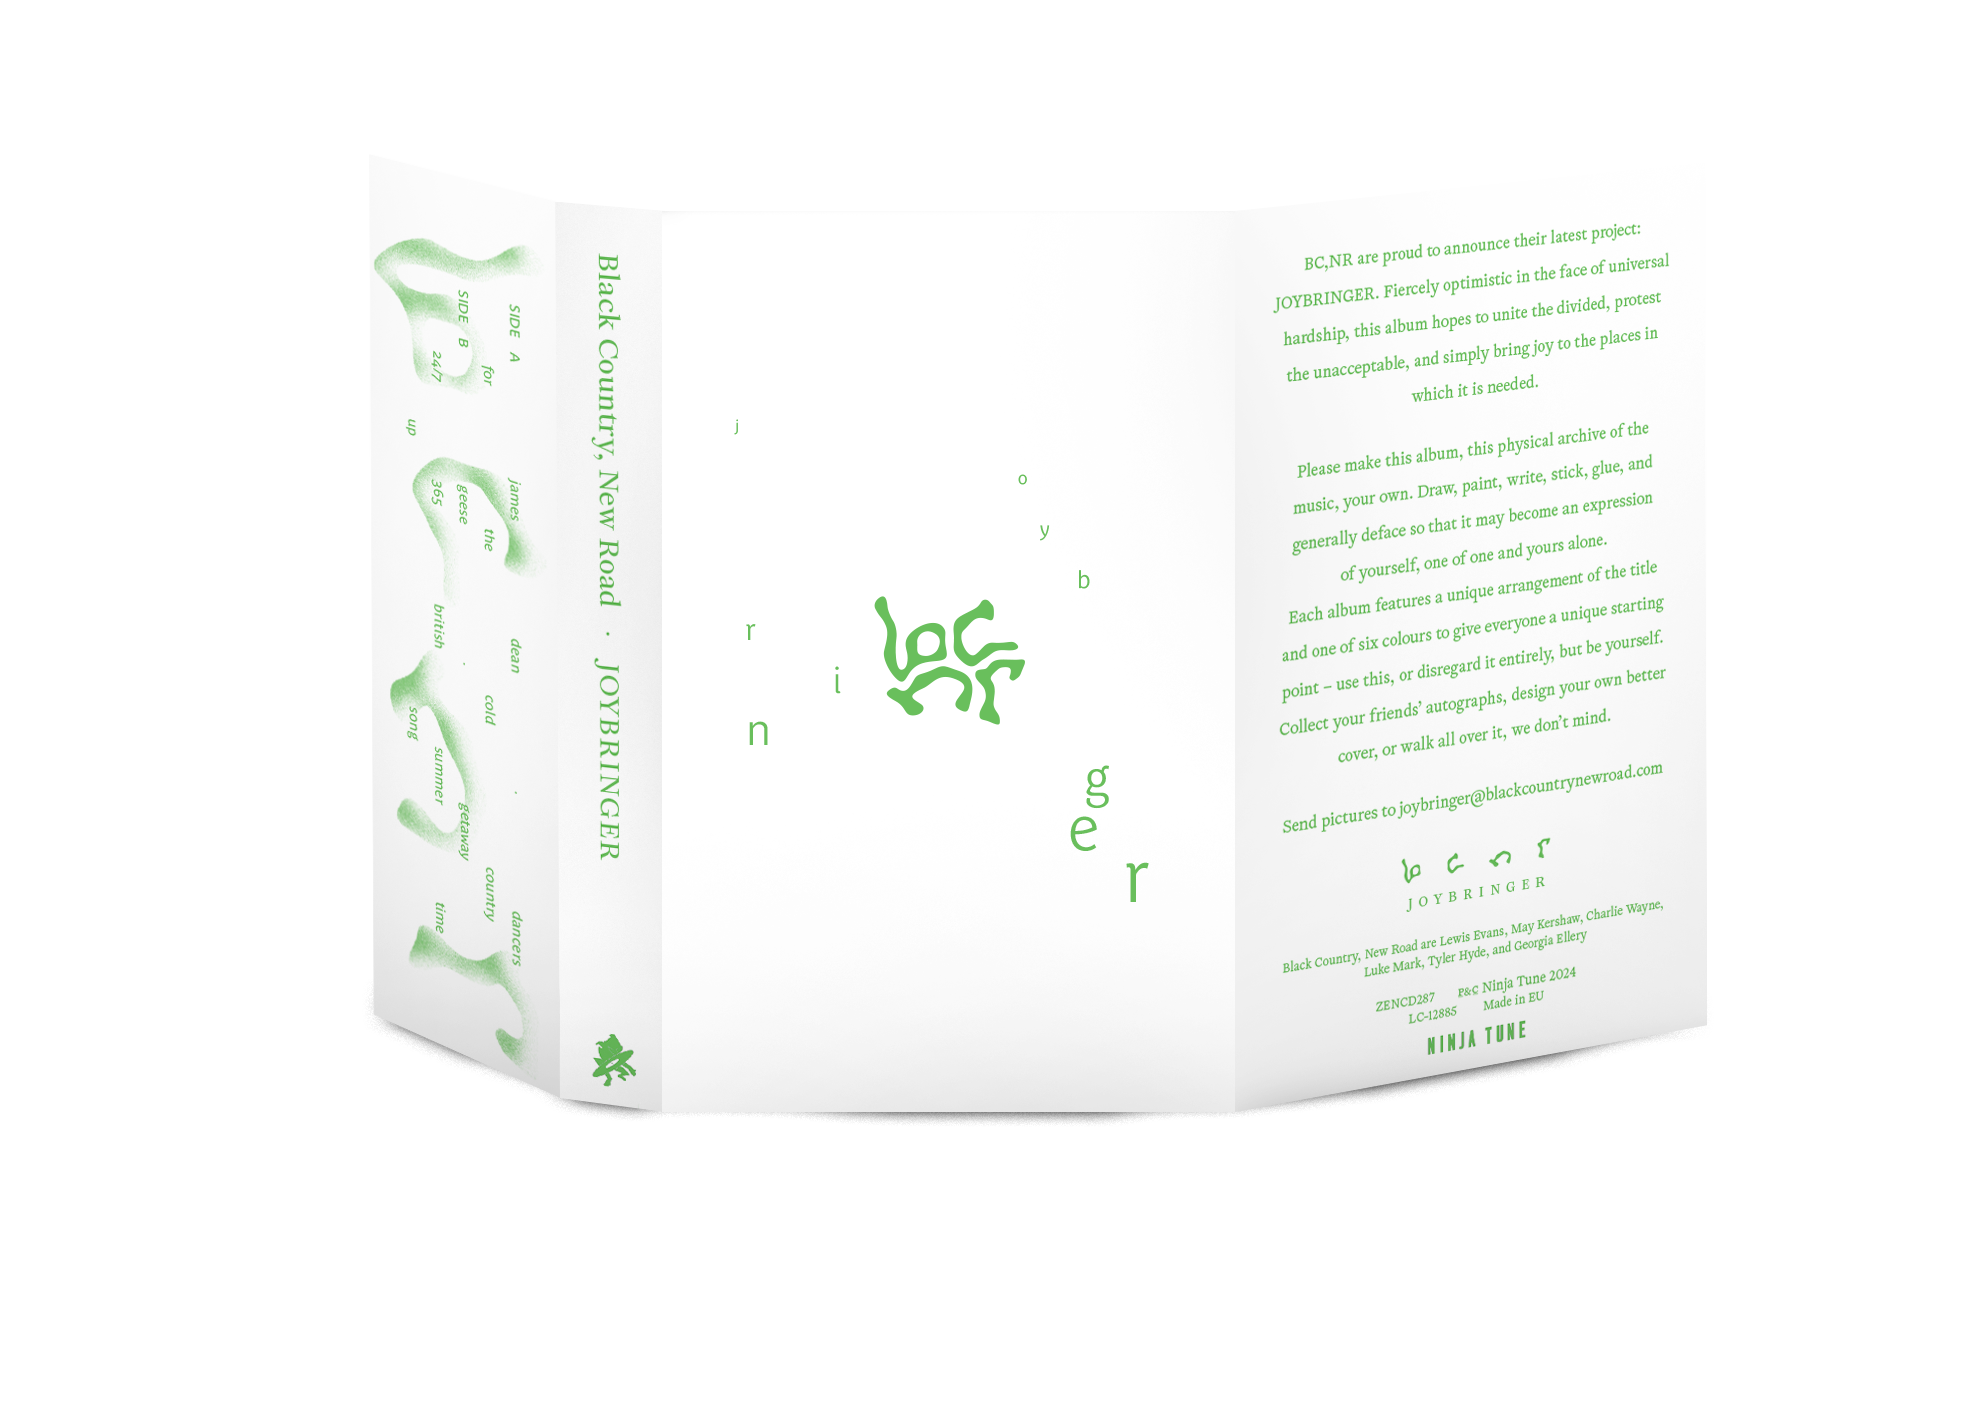 SIDE A james dean . dancers
for the cold country
SIDE B geese . getaway
24/7 365 british summer time
up song
Black Country, New Road · JOYBRINGER
j
o
y
b
r
i
n
g
e
r
bcnr
BC,NR are proud to announce their latest project:
JOYBRINGER. Fiercely optimistic in the face of universal
hardship, this album hopes to unite the divided, protest
the unacceptable, and simply bring joy to the places in
which it is needed.
Please make this album, this physical archive of the
music, your own. Draw, paint, write, stick, glue, and
generally deface so that it may become an expression
of yourself, one of one and yours alone.
Each album features a unique arrangement of the title
and one of six colours to give everyone a unique starting
point – use this, or disregard it entirely, but be yourself.
Collect your friends’ autographs, design your own better
cover, or walk all over it, we don’t mind.
Send pictures to joybringer@blackcountrynewroad.com
b c n r
JOYBRINGER
Black Country, New Road are Lewis Evans, May Kershaw, Charlie Wayne,
Luke Mark, Tyler Hyde, and Georgia Ellery
ZENCD287 P&C Ninja Tune 2024
LC-12885 Made in EU
NINJA TUNE